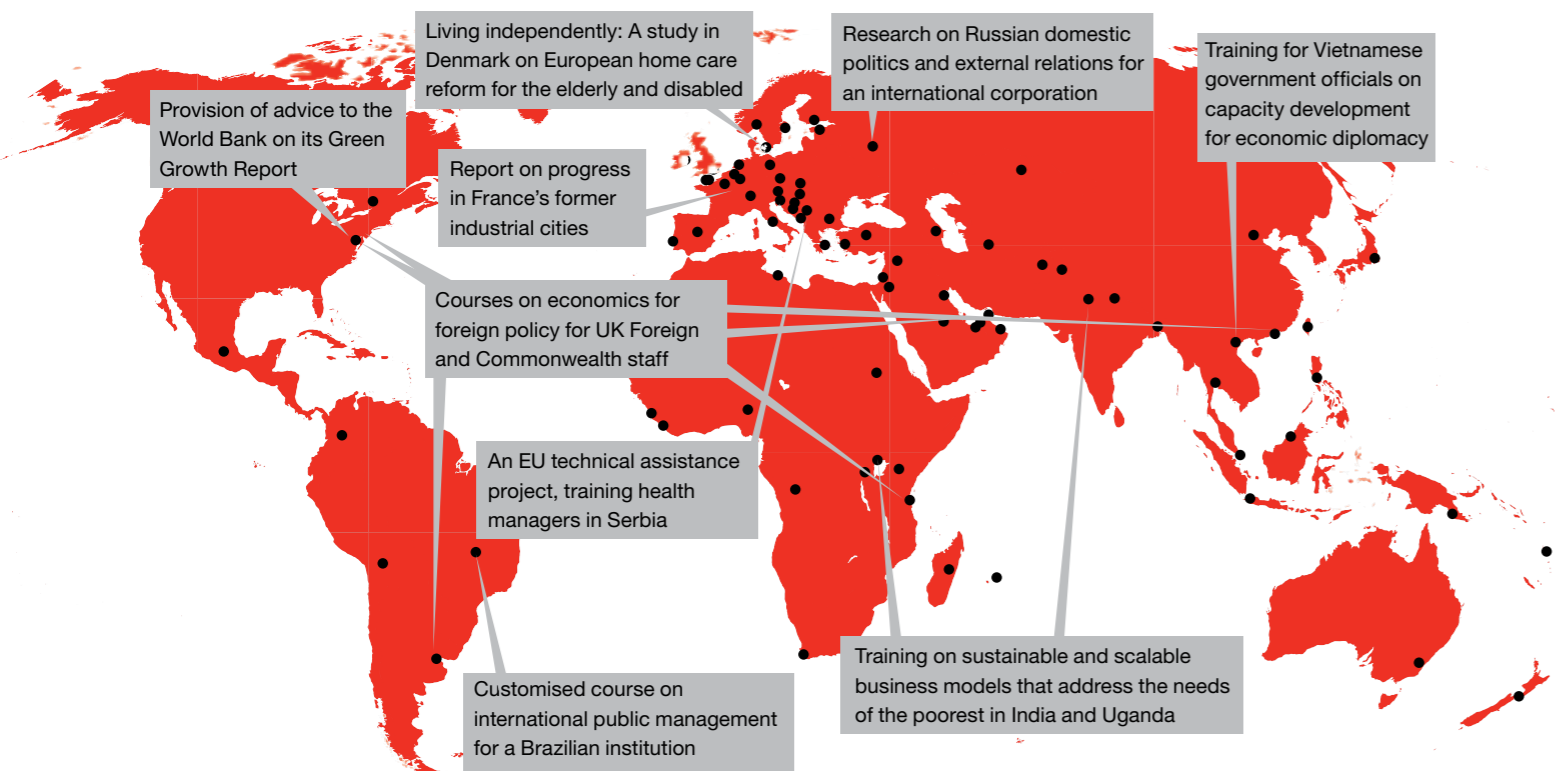 Living independently: A study in
Denmark on European home care
reform for the elderly and disabled
Research on Russian domestic
politics and external relations for
an international corporation
Training for Vietnamese
government officials on
capacity development
for economic diplomacy
Provision of advice to the
World Bank on its Green
Growth Report
Report on progress
in France's former
industrial cities
Courses on economics for
foreign policy for UK Foreign
and Commonwealth staff
An EU technical assistance
project, training health
managers in Serbia
Training on sustainable and scalable
business models that address the needs
of the poorest in India and Uganda
Customised course on
international public management
for a Brazilian institution